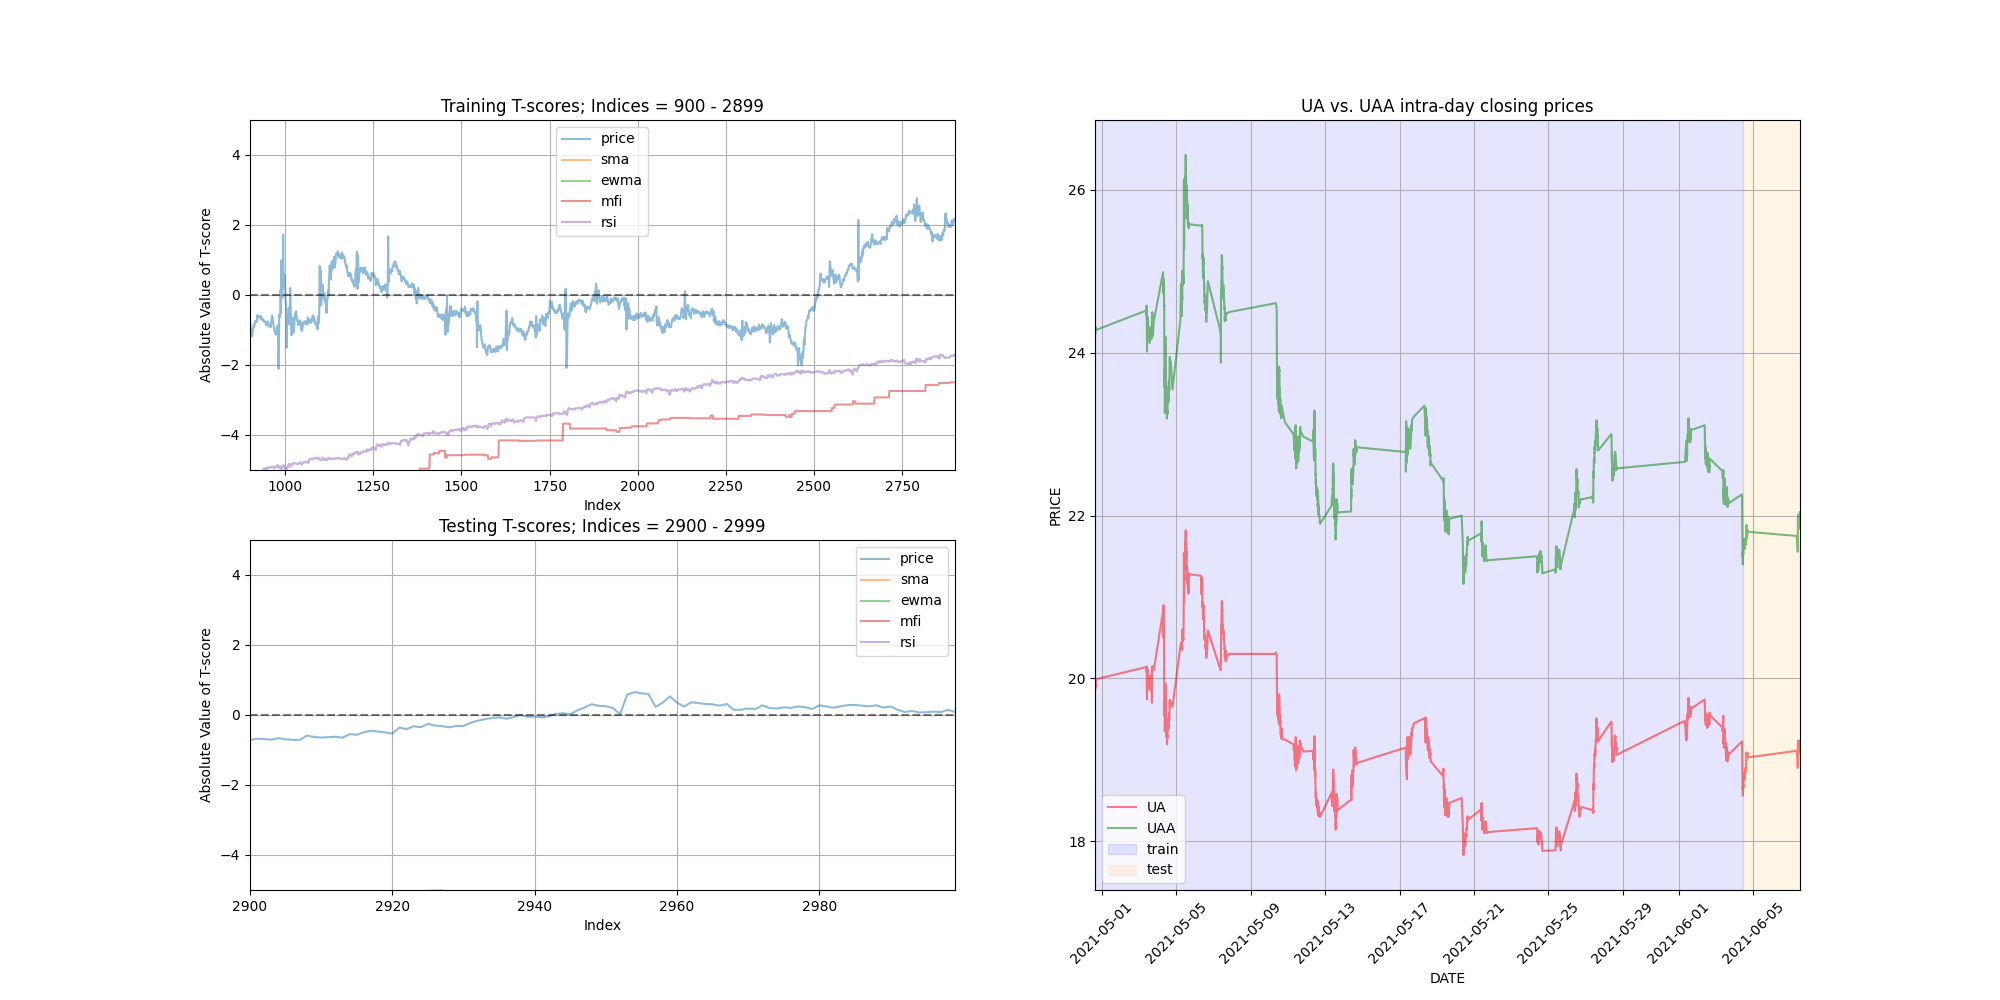 Training T-scores; Indices = 900 - 2899
Absolute Value of T-score
4
2
0
−2
−4
price
sma
ewma
mfi
rsi
1000 1250 1500 1750 2000 2250 2500 2750
Index
Testing T-scores; Indices = 2900 - 2999
Absolute Value of T-score
4
2
0
−2
−4
price
sma
ewma
mfi
rsi
2900 2920 2940 2960 2980
Index
UA vs. UAA intra-day closing prices
PRICE
26
24
22
20
18
UA
UAA
train
test
2021-05-01 2021-05-05 2021-05-09 2021-05-13 2021-05-17 2021-05-21 2021-05-25 2021-05-29 2021-06-01 2021-06-05
DATE